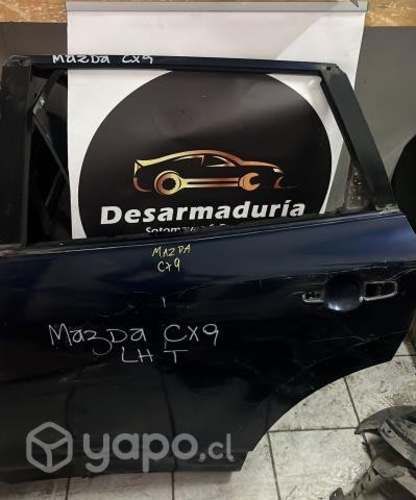 Mazda CX9
Desarmaduría
MAZDA
CX9
Mazda CX9
LH T
yapo.cl